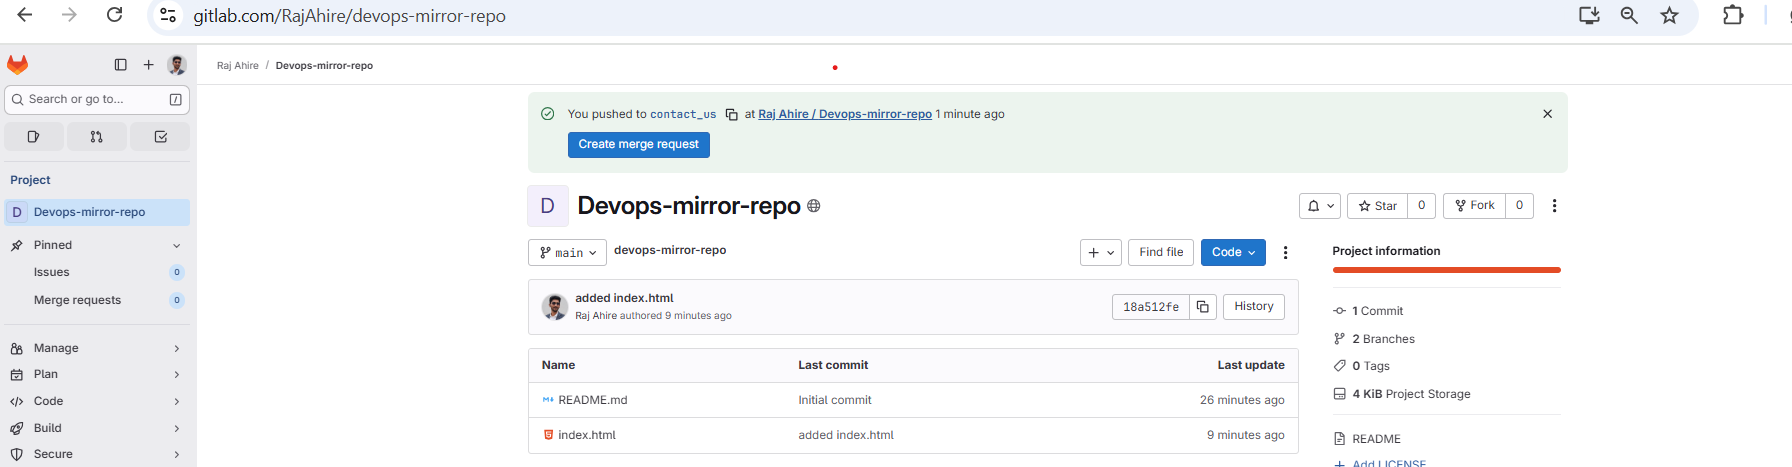 gitlab.com/RajAhire/devops-mirror-repo
Raj Ahire / Devops-mirror-repo
Search or go to... /
You pushed to contact_us at Raj Ahire / Devops-mirror-repo 1 minute ago
Create merge request
Project
D Devops-mirror-repo
Pinned
Issues 0
Merge requests 0
Manage
Plan
Code
Build
Secure
D Devops-mirror-repo
Star 0 Fork 0
main devops-mirror-repo + Find file Code
added index.html
Raj Ahire authored 9 minutes ago
18a512fe History
Name Last commit Last update
README.md Initial commit 26 minutes ago
index.html added index.html 9 minutes ago
Project information
1 Commit
2 Branches
0 Tags
4 KiB Project Storage
README
+ Add LICENSE